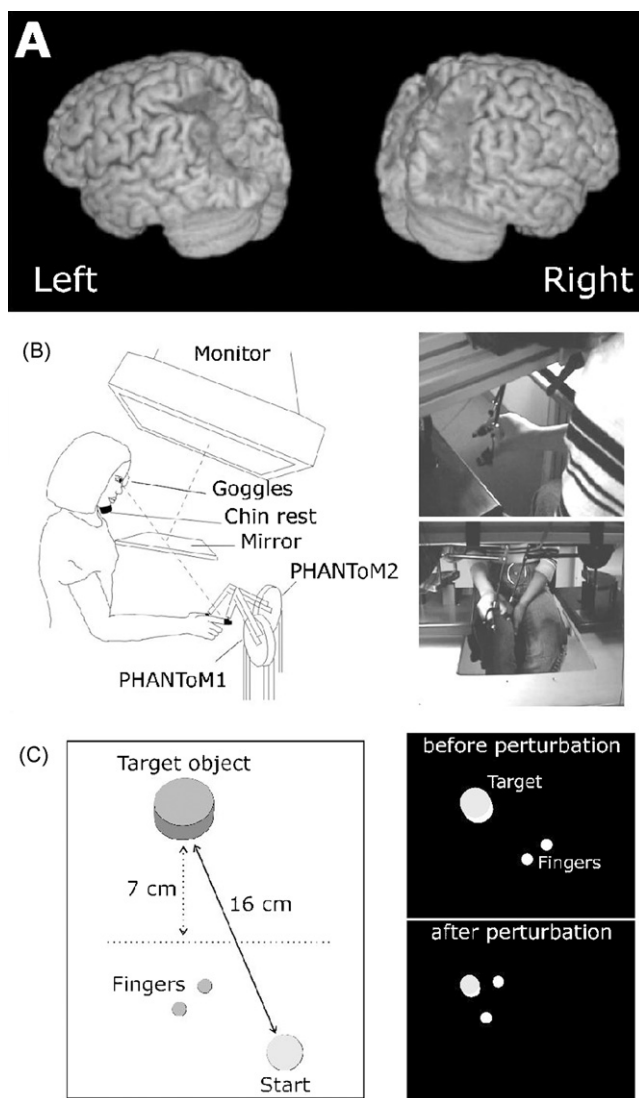 A
Left
Right
(B)
Monitor
Goggles
Chin rest
Mirror
PHANToM2
PHANToM1
(C)
Target object
7 cm
16 cm
Fingers
Start
before perturbation
Target
Fingers
after perturbation